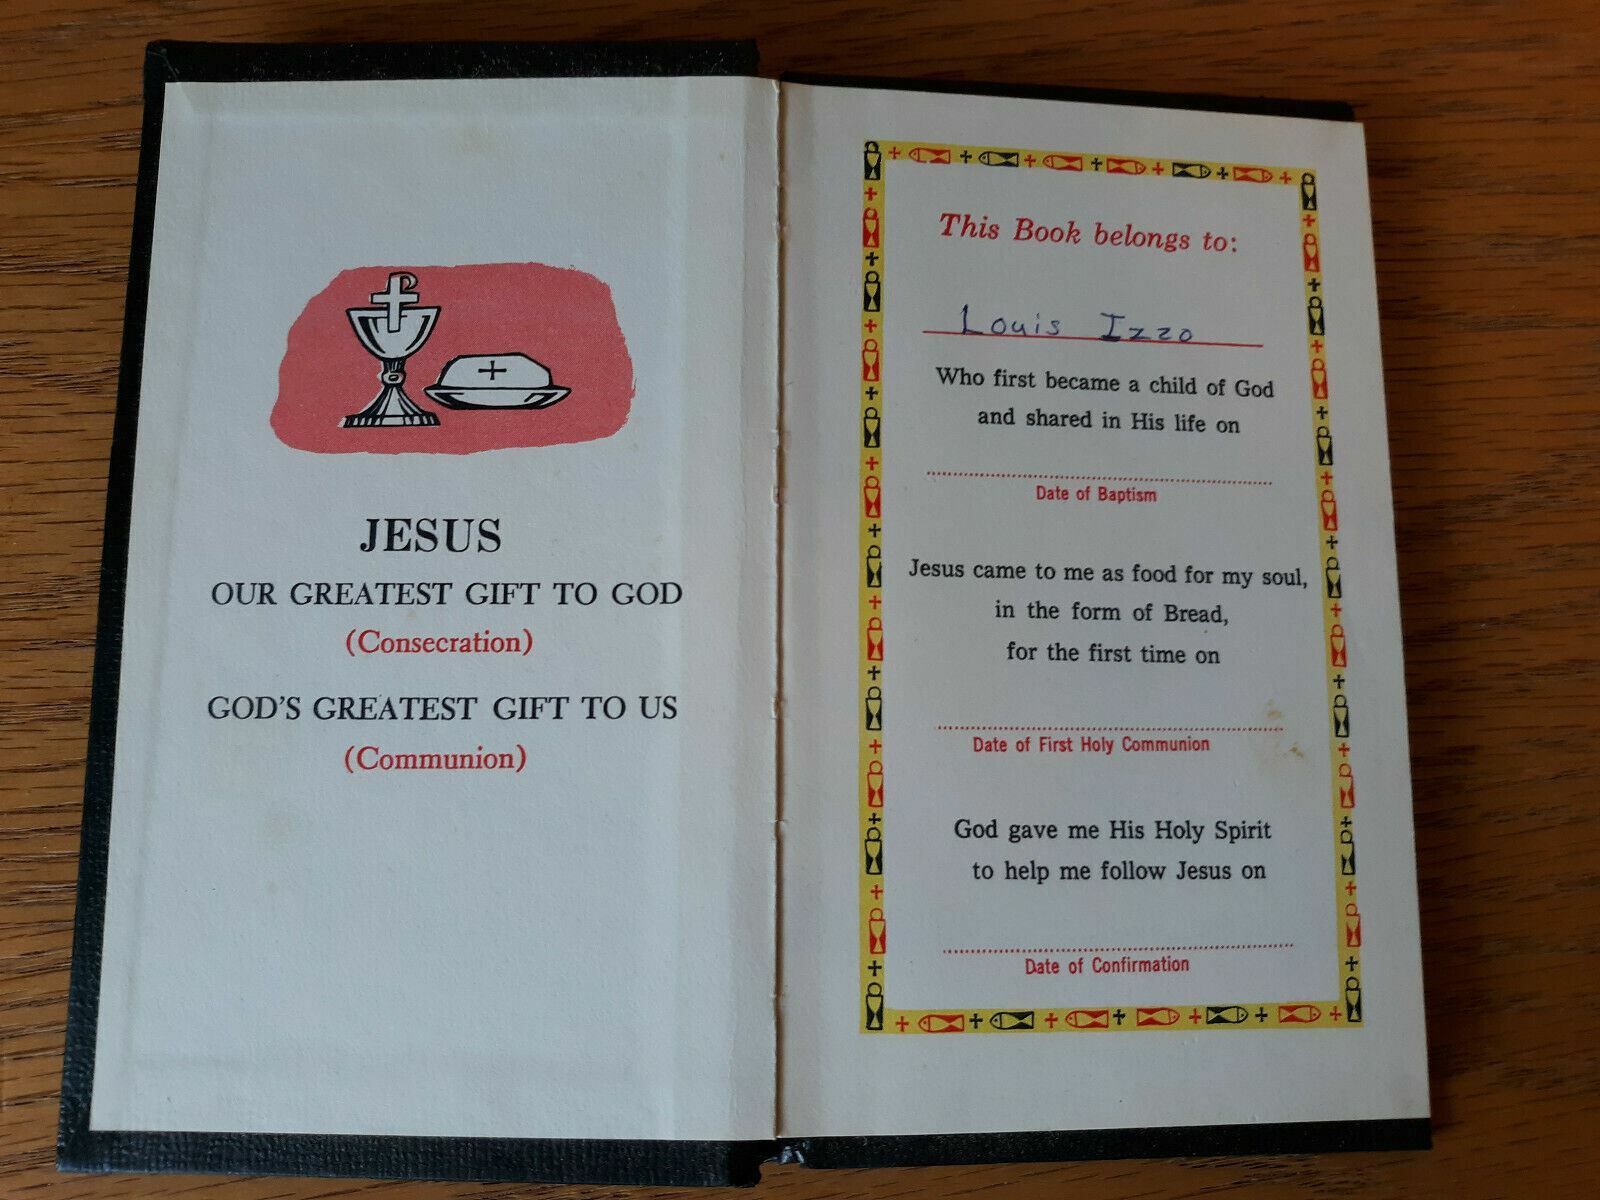 JESUS
OUR GREATEST GIFT TO GOD
(Consecration)
GOD'S GREATEST GIFT TO US
(Communion)
This Book belongs to:
Louis Izzo
Who first became a child of God
and shared in His life on
Date of Baptism
Jesus came to me as food for my soul,
in the form of Bread,
for the first time on
Date of First Holy Communion
God gave me His Holy Spirit
to help me follow Jesus on
Date of Confirmation